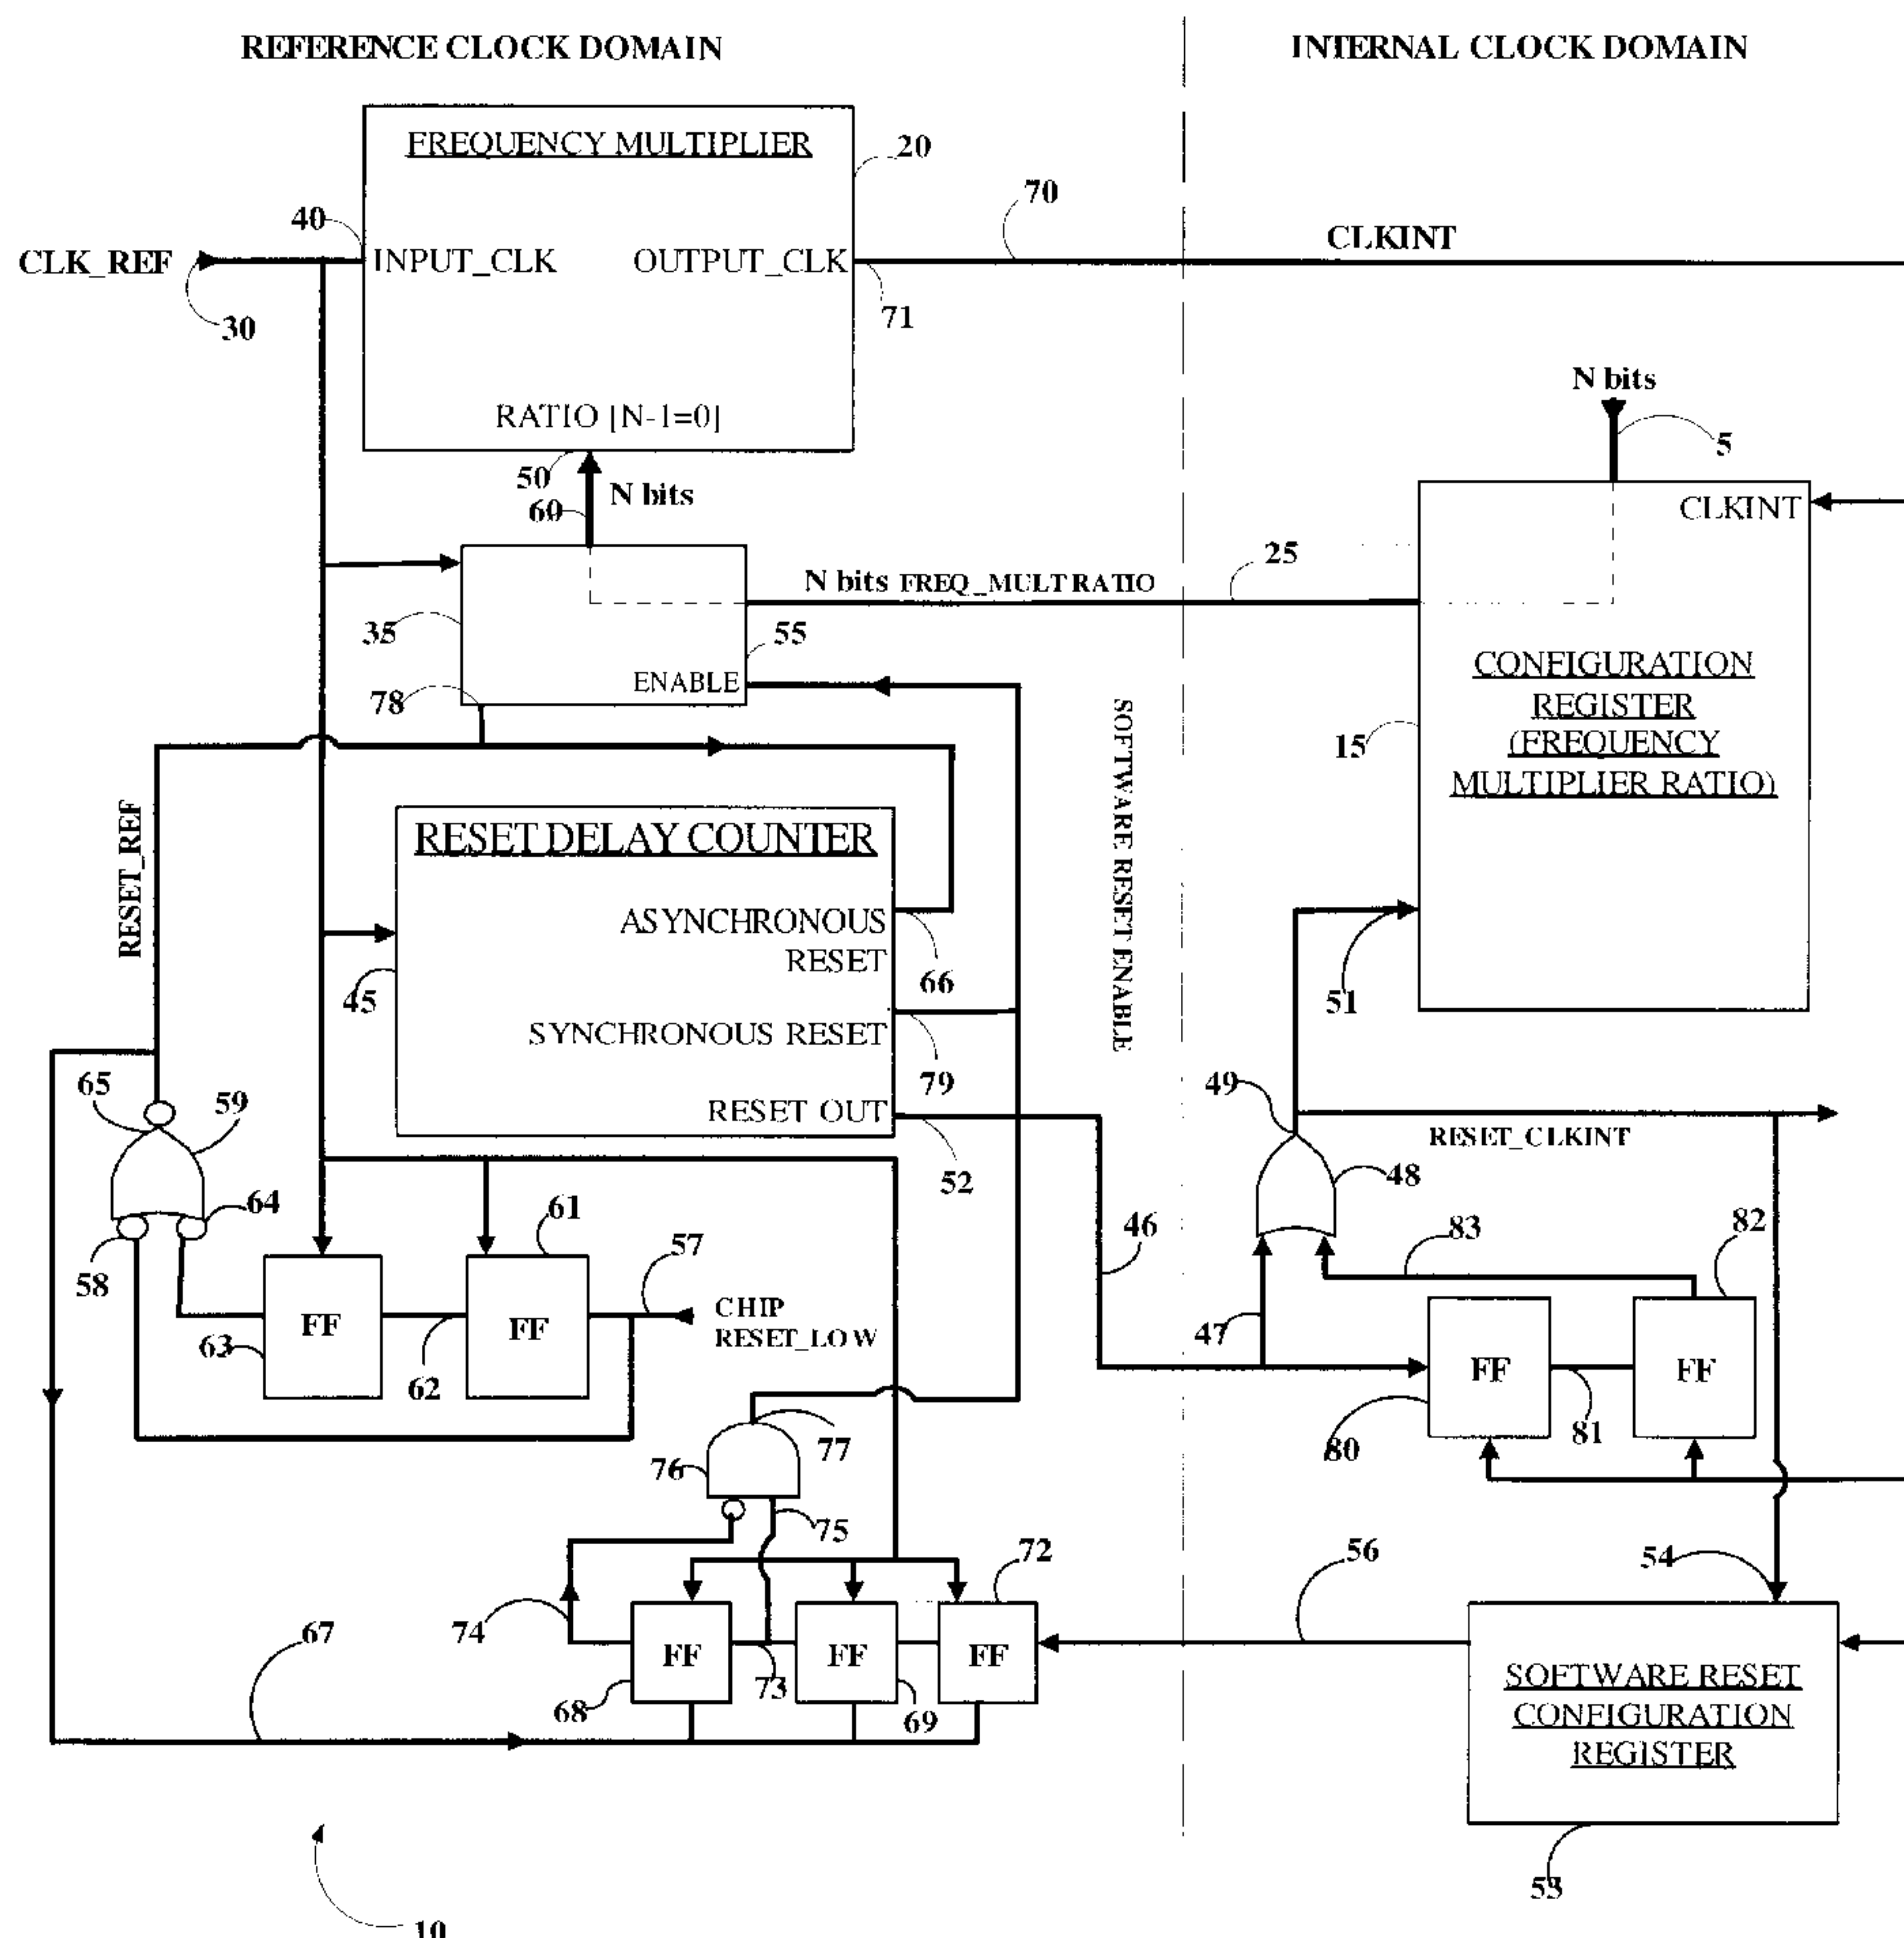 REFERENCE CLOCK DOMAIN
INTERNAL CLOCK DOMAIN
FREQUENCY MULTIPLIER
20
70
40
CLK_REF
INPUT_CLK
OUTPUT_CLK
CLKINT
30
71
N bits
RATIO [N-1=0]
5
50
N bits
60
CLKINT
25
N bits FREQ_MULT RATIO
35
55
ENABLE
CONFIGURATION
REGISTER
(FREQUENCY
MULTIPLIER RATIO)
78
15
SOFTWARE RESET ENABLE
RESET_REF
RESET DELAY COUNTER
ASYNCHRONOUS
RESET
66
45
51
SYNCHRONOUS RESET
79
65
59
49
RESET OUT
RESET_CLKINT
52
48
64
61
57
46
82
83
58
CHIP
RESET_LOW
FF
FF
63
62
47
FF
FF
80
81
77
76
75
72
56
54
74
67
FF
FF
FF
73
68
69
SOFTWARE RESET
CONFIGURATION
REGISTER
53
10